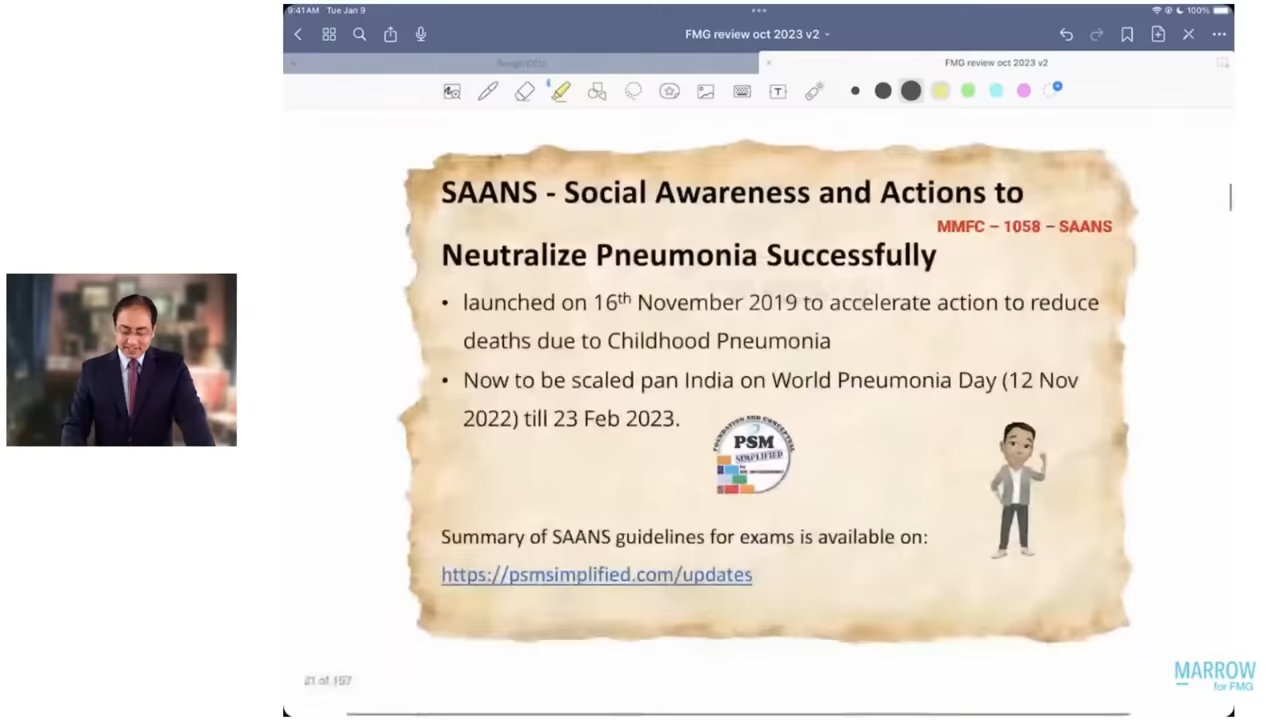 9:41 AM Tue Jan 9
100%
FMG review oct 2023 v2
FMG review oct 2023 v2
SAANS - Social Awareness and Actions to
MMFC – 1058 – SAANS
Neutralize Pneumonia Successfully
• launched on 16th November 2019 to accelerate action to reduce
deaths due to Childhood Pneumonia
• Now to be scaled pan India on World Pneumonia Day (12 Nov
2022) till 23 Feb 2023.
FOUNDATION AND CONCEPTUAL
PSM
SIMPLIFIED
Summary of SAANS guidelines for exams is available on:
https://psmsimplified.com/updates
21 of 157
MARROW
for FMG